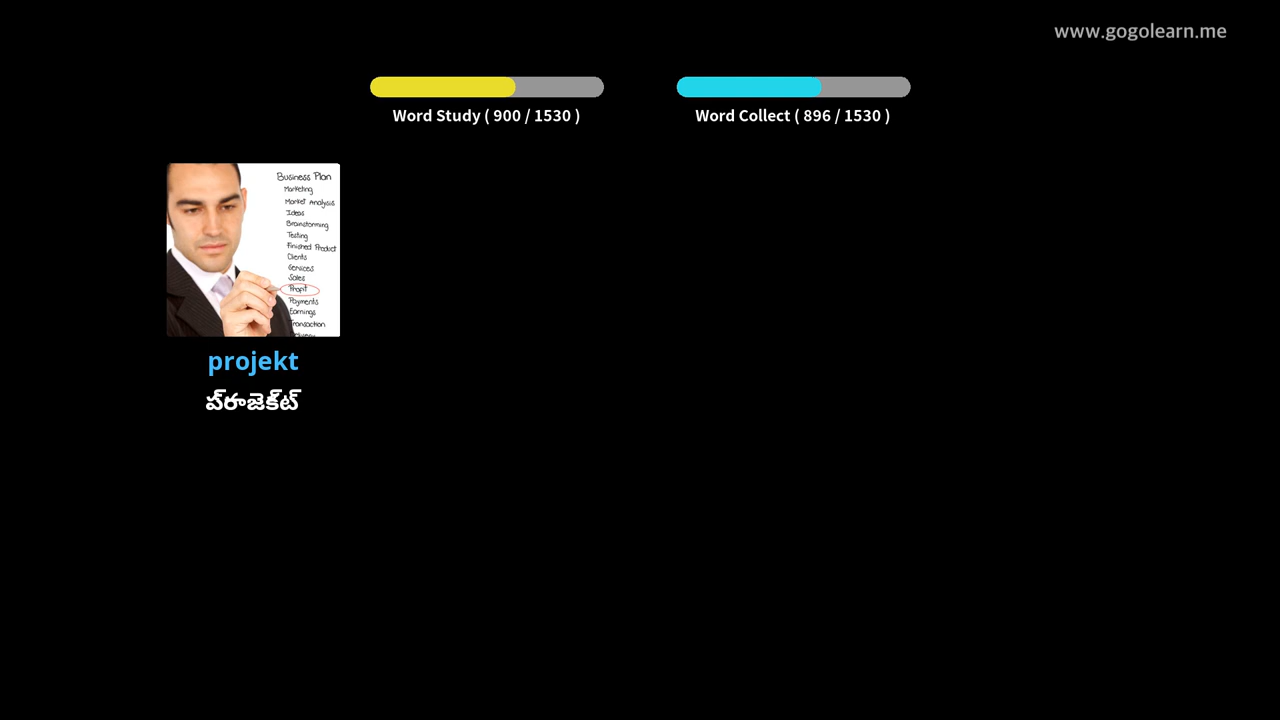 www.gogolearn.me
Word Study ( 900 / 1530 )
Word Collect ( 896 / 1530 )
Business Plan
Marketing
Market Analysis
Ideas
Brainstorming
Testing
Finished Product
Clients
Services
Sales
Profit
Payments
Earnings
Transaction
Delivery
projekt
ప్రాజెక్ట్